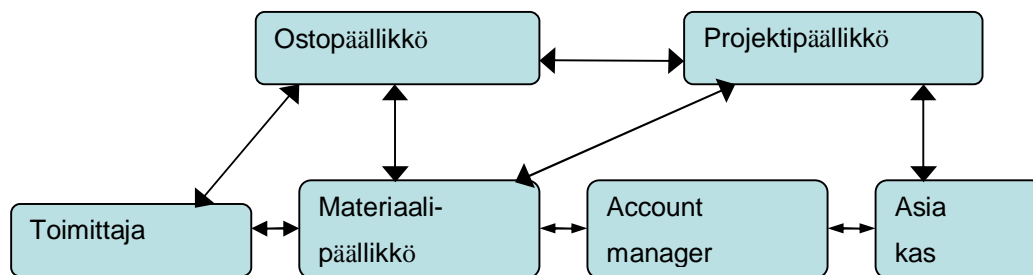 Ostopäällikkö
Projektipäällikkö
Toimittaja
Materiaali-
päällikkö
Account
manager
Asia
kas